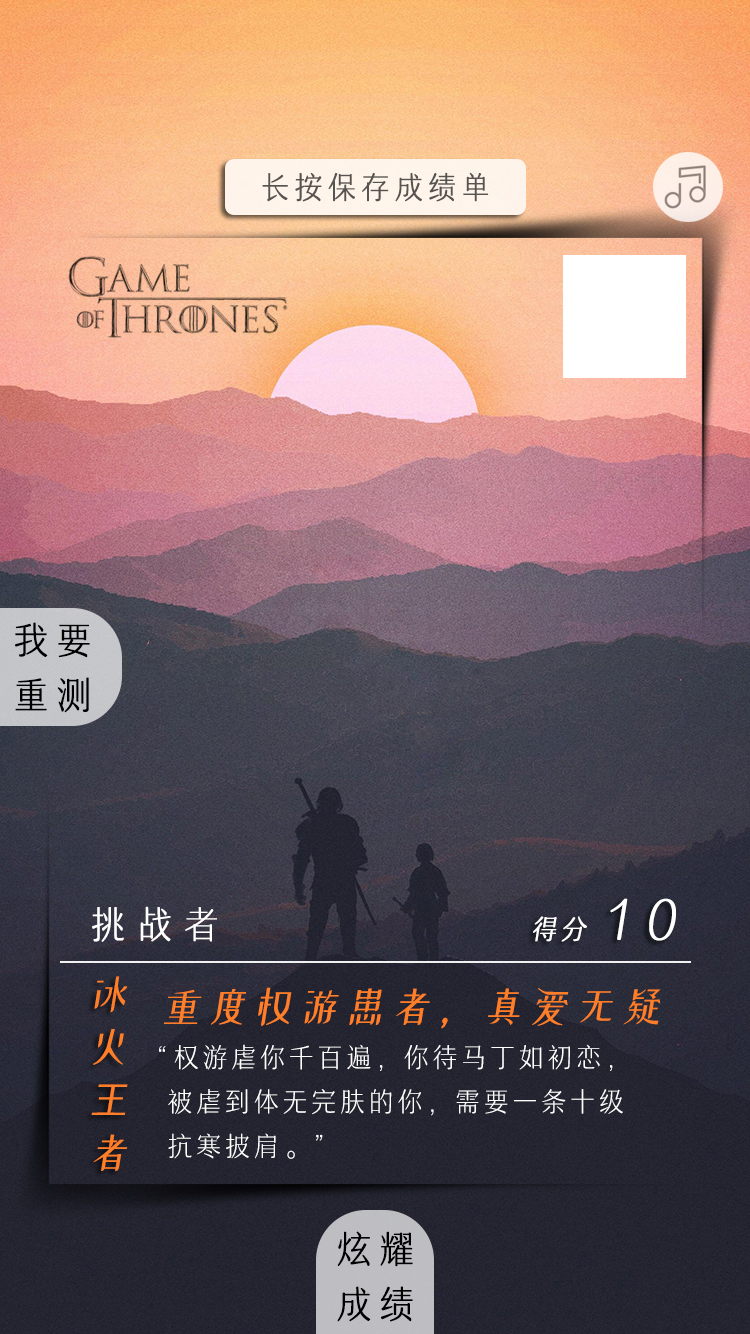 长按保存成绩单
GAME
OF THRONES
我要
重测
挑战者
得分 10
冰火王者
重度权游患者，真爱无疑
“权游虐你千百遍，你待马丁如初恋，
被虐到体无完肤的你，需要一条十级
抗寒披肩。”
炫耀
成绩